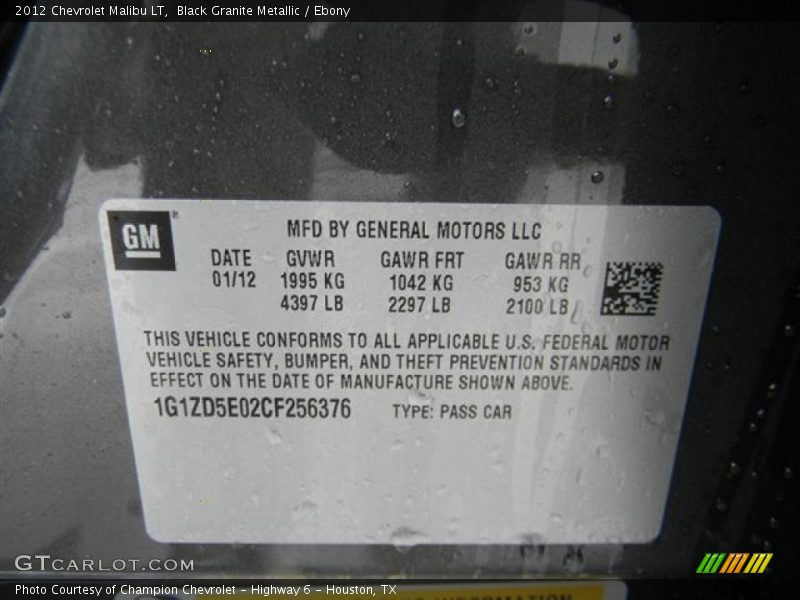 2012 Chevrolet Malibu LT, Black Granite Metallic / Ebony
GM
MFD BY GENERAL MOTORS LLC
DATE GVWR GAWR FRT GAWR RR
01/12 1995 KG 1042 KG 953 KG
4397 LB 2297 LB 2100 LB
THIS VEHICLE CONFORMS TO ALL APPLICABLE U.S. FEDERAL MOTOR
VEHICLE SAFETY, BUMPER, AND THEFT PREVENTION STANDARDS IN
EFFECT ON THE DATE OF MANUFACTURE SHOWN ABOVE.
1G1ZD5E02CF256376 TYPE: PASS CAR
GTCARLOT.COM
Photo Courtesy of Champion Chevrolet - Highway 6 - Houston, TX